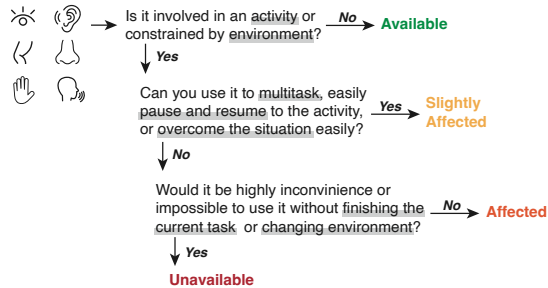 Is it involved in an activity or
constrained by environment?
No
Available
Yes
Can you use it to multitask, easily
pause and resume to the activity,
or overcome the situation easily?
Yes
Slightly
Affected
No
Would it be highly inconvinience or
impossible to use it without finishing the
current task or changing environment?
No
Affected
Yes
Unavailable